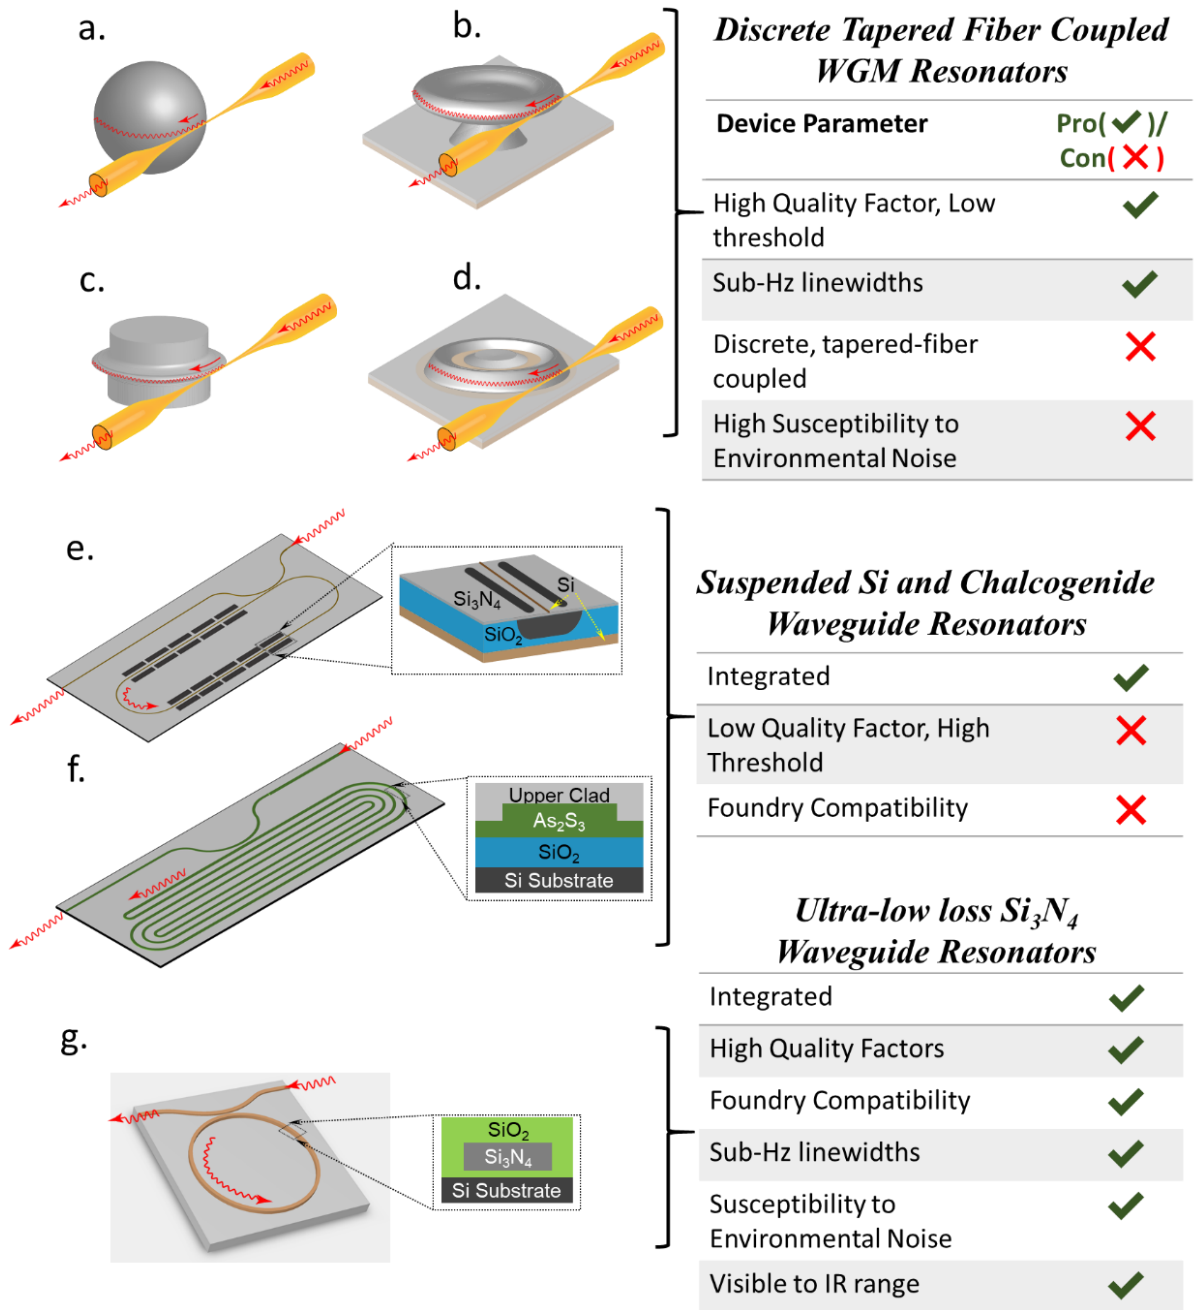 a.
b.
c.
d.
Discrete Tapered Fiber Coupled
WGM Resonators
Device Parameter
Pro(✔)/
Con(✕)
High Quality Factor, Low
threshold
✔
Sub-Hz linewidths
✔
Discrete, tapered-fiber
coupled
✕
High Susceptibility to
Environmental Noise
✕
e.
Si₃N₄
Si
SiO₂
f.
Upper Clad
As₂S₃
SiO₂
Si Substrate
Suspended Si and Chalcogenide
Waveguide Resonators
Integrated
✔
Low Quality Factor, High
Threshold
✕
Foundry Compatibility
✕
g.
SiO₂
Si₃N₄
Si Substrate
Ultra-low loss Si₃N₄
Waveguide Resonators
Integrated
✔
High Quality Factors
✔
Foundry Compatibility
✔
Sub-Hz linewidths
✔
Susceptibility to
Environmental Noise
✔
Visible to IR range
✔